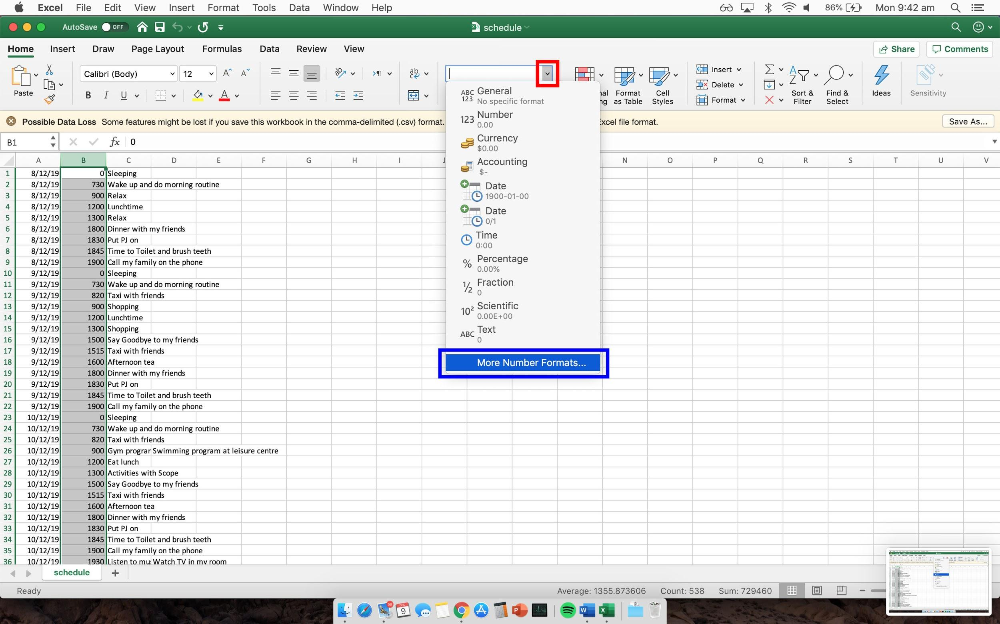 Excel File Edit View Insert Format Tools Data Window Help 86% Mon 9:42 am
AutoSave OFF schedule
Home Insert Draw Page Layout Formulas Data Review View Share Comments
Paste Calibri (Body) 12 Insert Delete Format
B I U A
Format as Table Cell Styles Sort & Filter Find & Select Ideas Sensitivity
Possible Data Loss Some features might be lost if you save this workbook in the comma-delimited (.csv) format. Excel file format. Save As...
B1 fx 0
ABC 123 General
No specific format
123 Number
0.00
Currency
$0.00
Accounting
$-
Date
1900-01-00
Date
0/1
Time
0:00
% Percentage
0.00%
½ Fraction
0
10² Scientific
0.00E+00
ABC Text
0
More Number Formats...
A B C D E F G H I J N O P Q R S T U V
1 8/12/19 0 Sleeping
2 8/12/19 730 Wake up and do morning routine
3 8/12/19 900 Relax
4 8/12/19 1200 Lunchtime
5 8/12/19 1300 Relax
6 8/12/19 1800 Dinner with my friends
7 8/12/19 1830 Put PJ on
8 8/12/19 1845 Time to Toilet and brush teeth
9 8/12/19 1900 Call my family on the phone
10 9/12/19 0 Sleeping
11 9/12/19 730 Wake up and do morning routine
12 9/12/19 820 Taxi with friends
13 9/12/19 900 Shopping
14 9/12/19 1200 Lunchtime
15 9/12/19 1300 Shopping
16 9/12/19 1500 Say Goodbye to my friends
17 9/12/19 1515 Taxi with friends
18 9/12/19 1600 Afternoon tea
19 9/12/19 1800 Dinner with my friends
20 9/12/19 1830 Put PJ on
21 9/12/19 1845 Time to Toilet and brush teeth
22 9/12/19 1900 Call my family on the phone
23 10/12/19 0 Sleeping
24 10/12/19 730 Wake up and do morning routine
25 10/12/19 820 Taxi with friends
26 10/12/19 900 Gym prograr Swimming program at leisure centre
27 10/12/19 1200 Eat lunch
28 10/12/19 1300 Activities with Scope
29 10/12/19 1500 Say Goodbye to my friends
30 10/12/19 1515 Taxi with friends
31 10/12/19 1600 Afternoon tea
32 10/12/19 1800 Dinner with my friends
33 10/12/19 1830 Put PJ on
34 10/12/19 1845 Time to Toilet and brush teeth
35 10/12/19 1900 Call my family on the phone
36 10/12/19 1930 Listen to mu Watch TV in my room
schedule +
Ready Average: 1355.873606 Count: 538 Sum: 729460
58 DEC 9 P W X